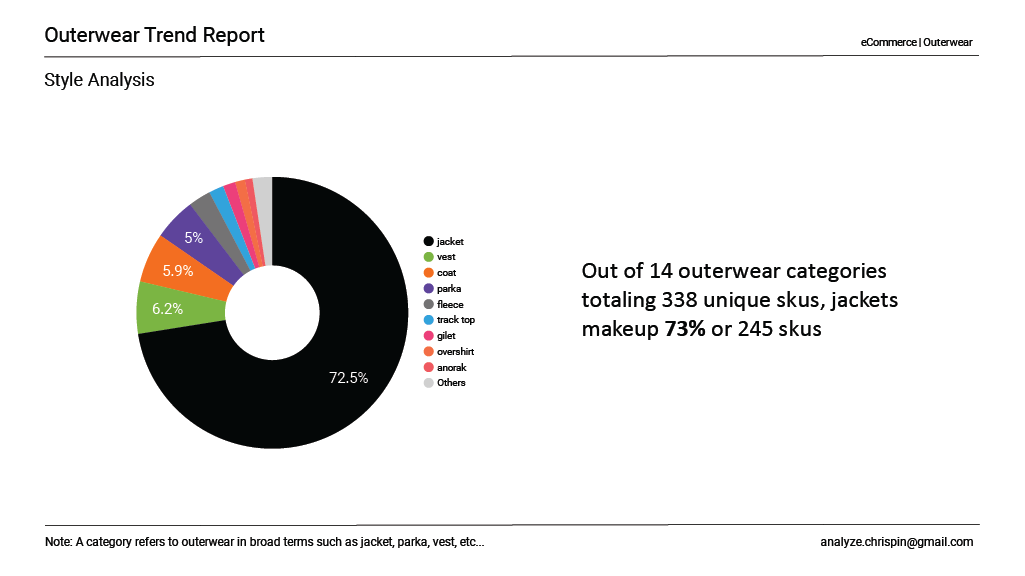 Outerwear Trend Report
eCommerce | Outerwear
Style Analysis
5%
5.9%
6.2%
72.5%
jacket
vest
coat
parka
fleece
track top
gilet
overshirt
anorak
Others
Out of 14 outerwear categories
totaling 338 unique skus, jackets
makeup 73% or 245 skus
Note: A category refers to outerwear in broad terms such as jacket, parka, vest, etc...
analyze.chrispin@gmail.com